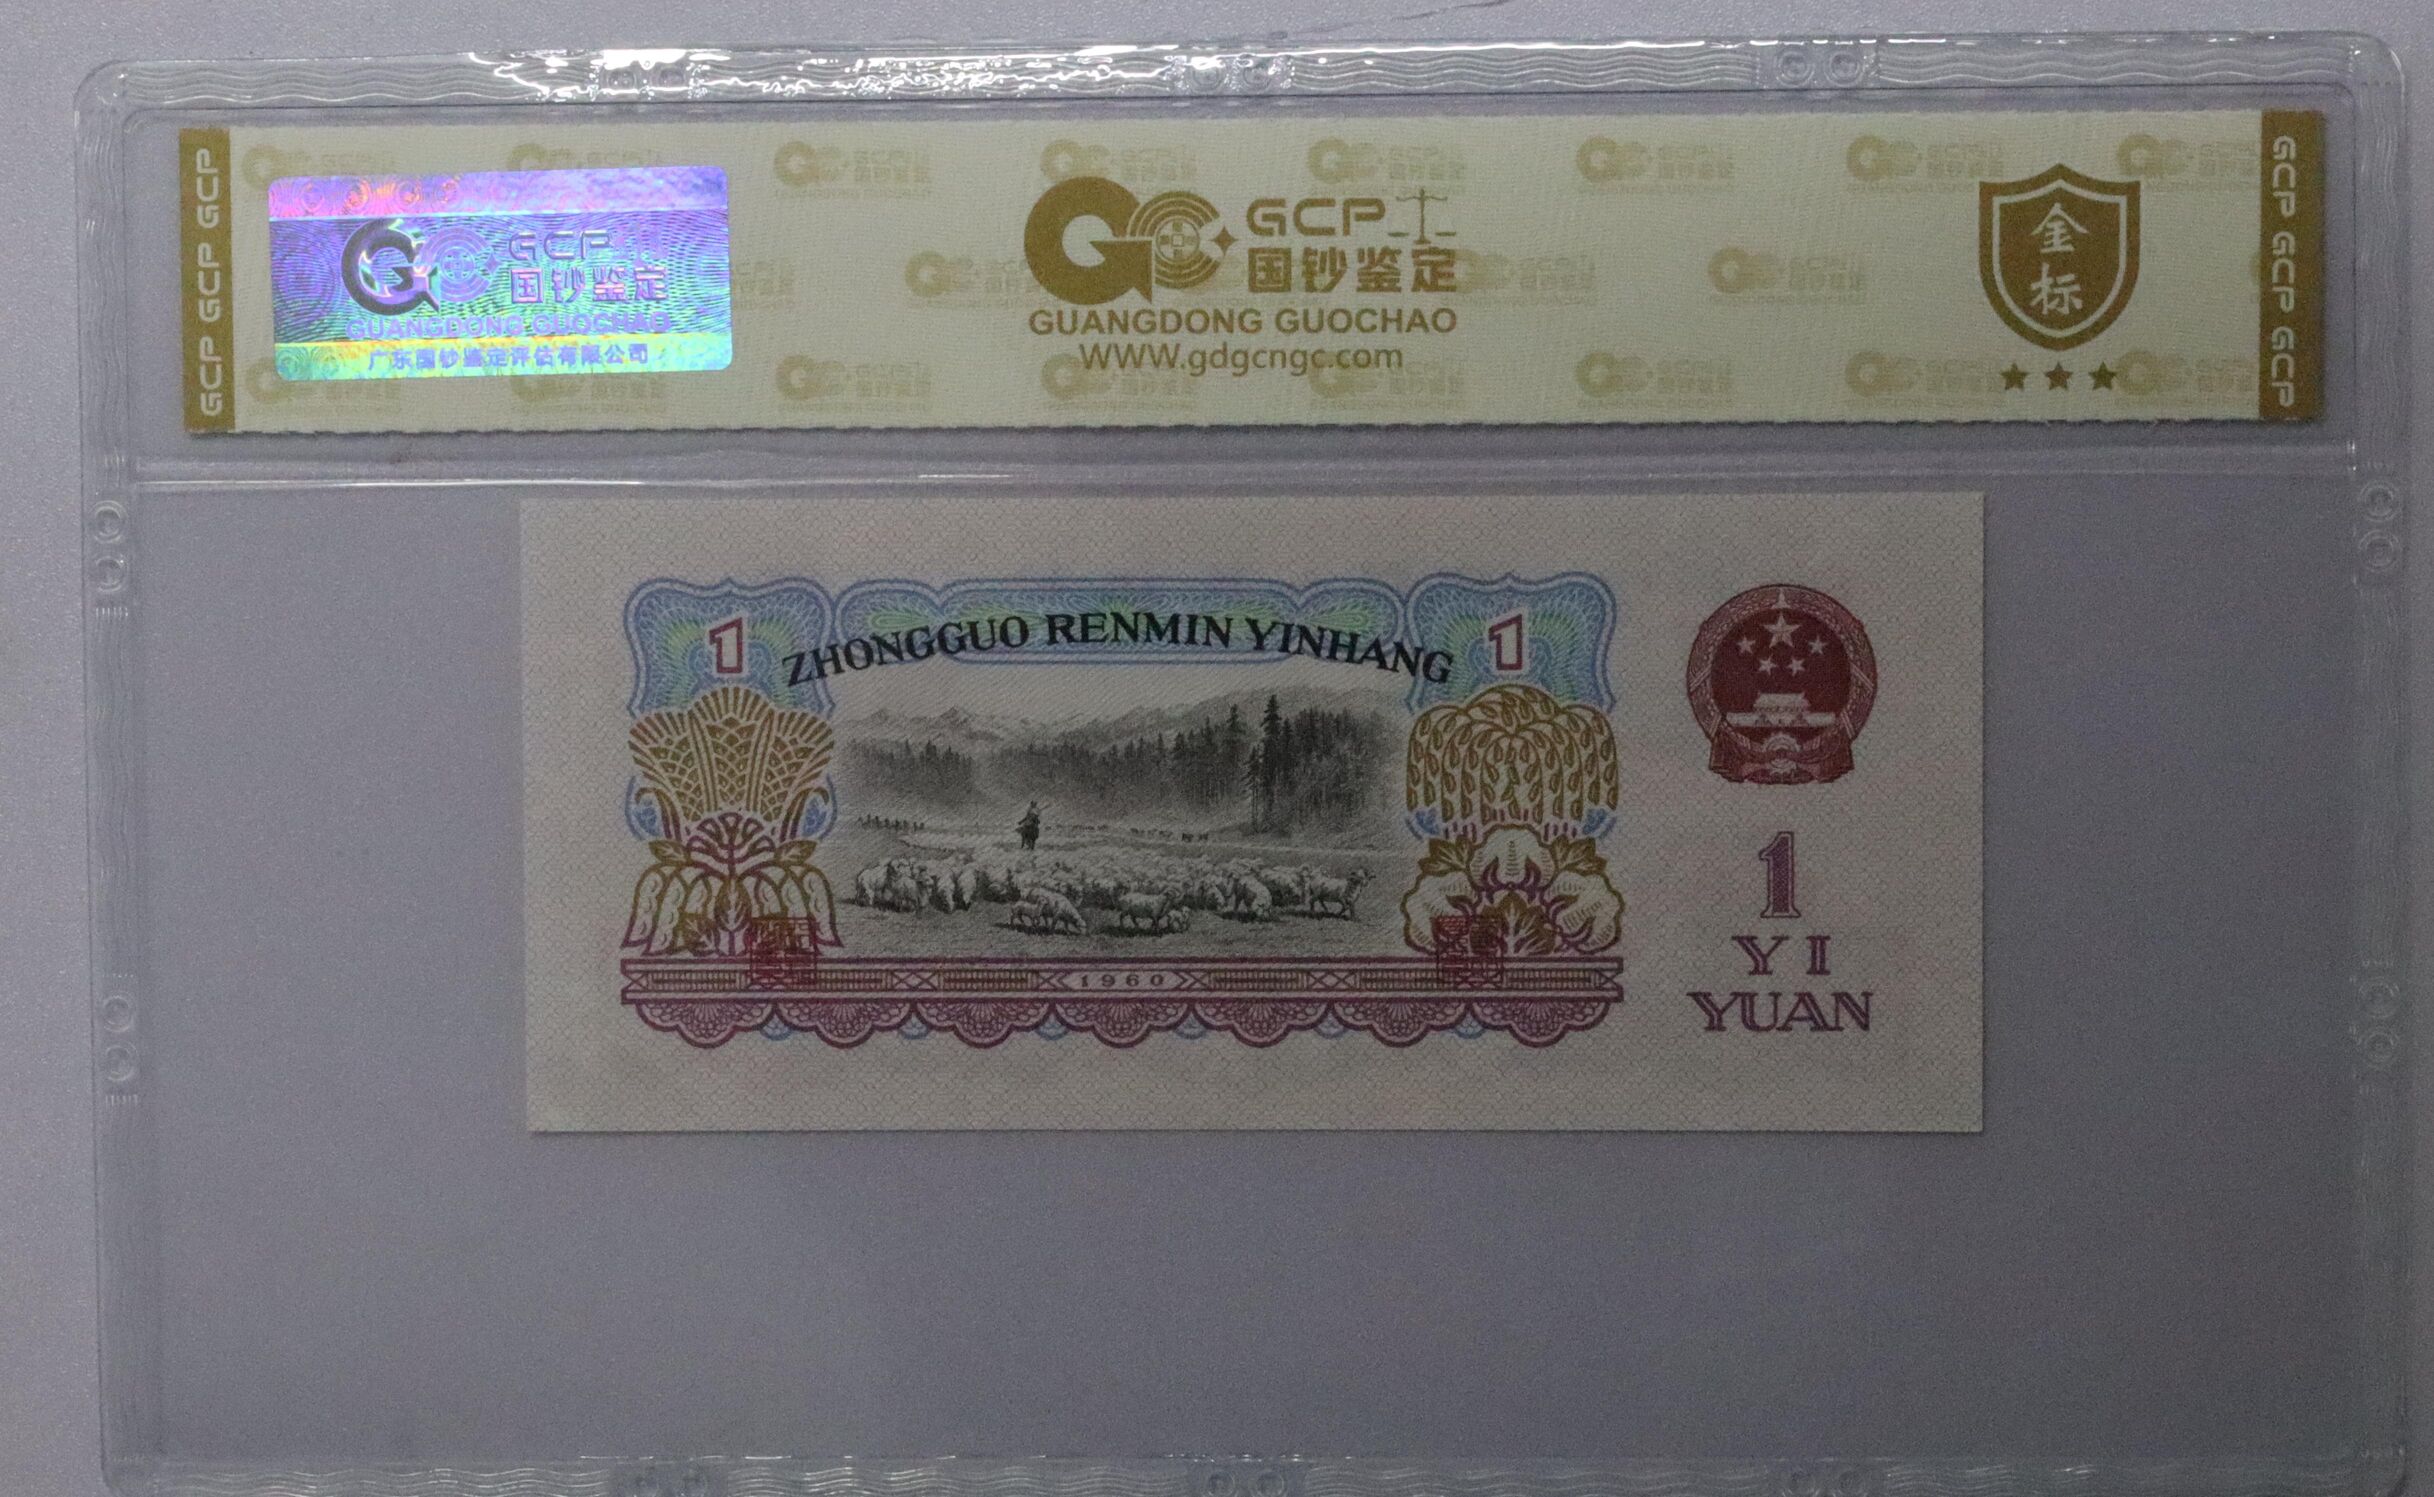 GCP GCP GCP
GCP
国钞鉴定
GUANGDONG GUOCHAO
广东国钞鉴定评估有限公司
GCP
国钞鉴定
GUANGDONG GUOCHAO
WWW.gdgcngc.com
金标
GCP GCP GCP
1
ZHONGGUO RENMIN YINHANG
1
1960
1
YI
YUAN